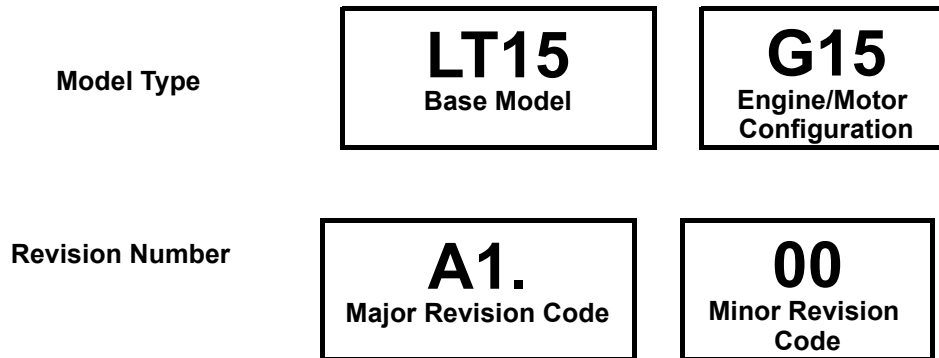 Model Type
LT15
Base Model
G15
Engine/Motor
Configuration
Revision Number
A1.
Major Revision Code
00
Minor Revision
Code